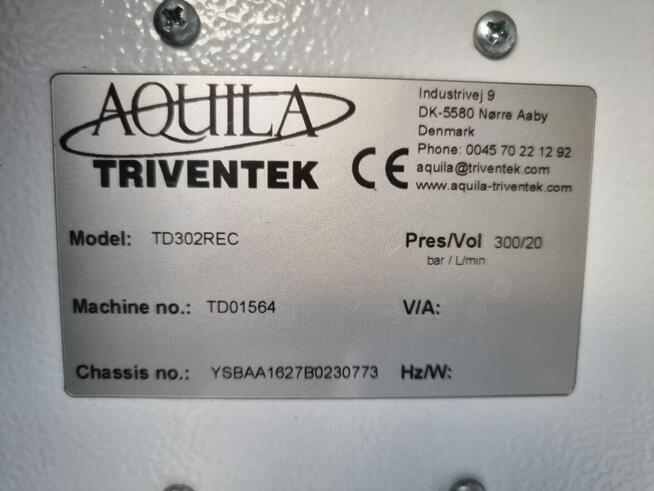 AQUILA
TRIVENTEK
CE
Industrivej 9
DK-5580 Nørre Aaby
Denmark
Phone: 0045 70 22 12 92
aquila@triventek.com
www.aquila-triventek.com
Model: TD302REC
Pres/Vol 300/20
bar / L/min
Machine no.: TD01564
V/A:
Chassis no.: YSBAA1627B0230773
Hz/W: